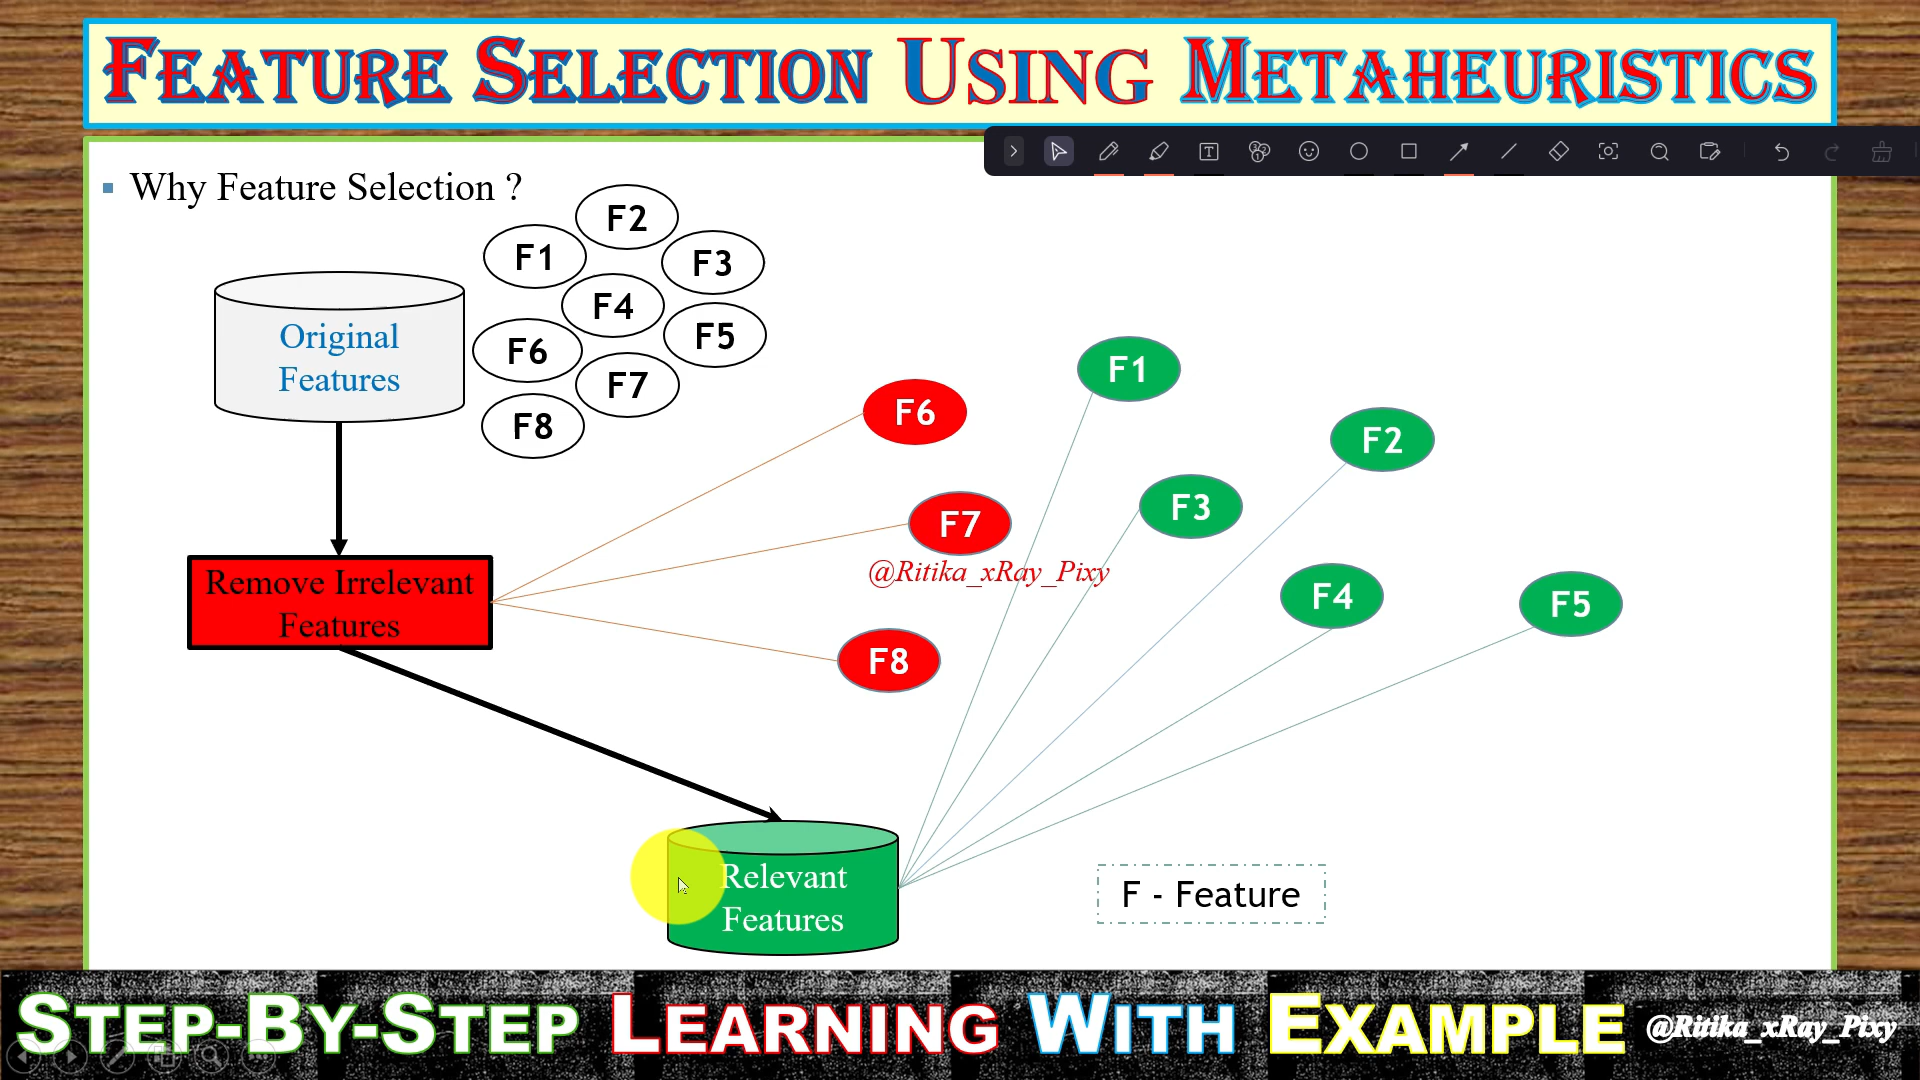 FEATURE SELECTION USING METAHEURISTICS
Why Feature Selection ?
F2
F1
F3
F4
F5
F6
F7
F8
Original
Features
F6
F7
F8
F1
F2
F3
F4
F5
@Ritika_xRay_Pixy
Remove Irrelevant
Features
Relevant
Features
F - Feature
STEP-BY-STEP LEARNING WITH EXAMPLE @Ritika_xRay_Pixy